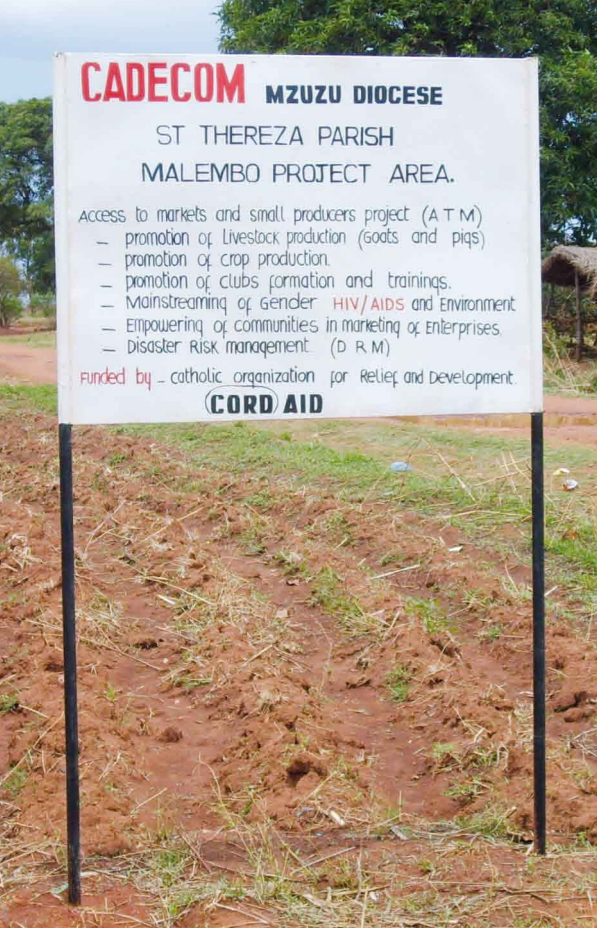 CADECOM MZUZU DIOCESE
ST THEREZA PARISH
MALEMBO PROJECT AREA.
Access to markets and small producers project (ATM)
– promotion of Livestock production (Goats and pigs)
– promotion of crop production.
– promotion of clubs formation and trainings.
– Mainstreaming of Gender HIV/AIDS and Environment
– Empowering of communities in marketing of Enterprises.
– Disaster Risk management (DRM)
Funded by – catholic organization for Relief and Development.
CORD AID